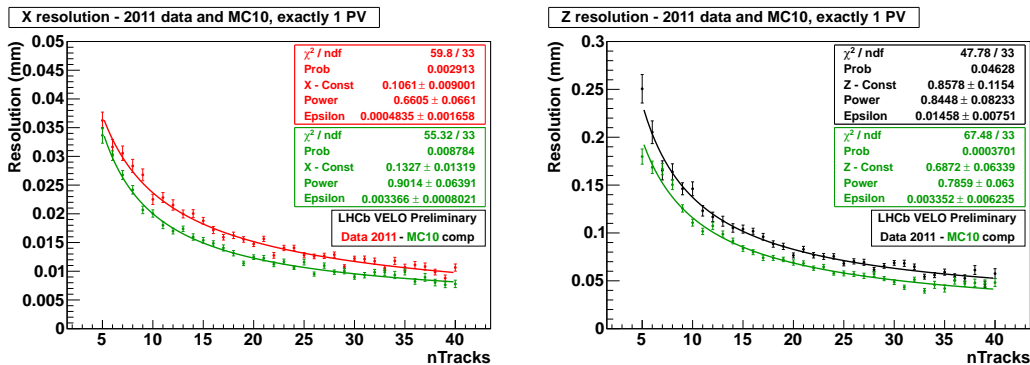 X resolution - 2011 data and MC10, exactly 1 PV
Resolution (mm)
0.05
0.045
0.04
0.035
0.03
0.025
0.02
0.015
0.01
0.005
0
χ² / ndf 59.8 / 33
Prob 0.002913
X - Const 0.1061 ± 0.009001
Power 0.6605 ± 0.0661
Epsilon 0.0004835 ± 0.001658
χ² / ndf 55.32 / 33
Prob 0.008784
X - Const 0.1327 ± 0.01319
Power 0.9014 ± 0.06391
Epsilon 0.003366 ± 0.0008021
LHCb VELO Preliminary
Data 2011 - MC10 comp
5 10 15 20 25 30 35 40
nTracks
Z resolution - 2011 data and MC10, exactly 1 PV
Resolution (mm)
0.3
0.25
0.2
0.15
0.1
0.05
0
χ² / ndf 47.78 / 33
Prob 0.04628
Z - Const 0.8578 ± 0.1154
Power 0.8448 ± 0.08233
Epsilon 0.01458 ± 0.00751
χ² / ndf 67.48 / 33
Prob 0.0003701
Z - Const 0.6872 ± 0.06339
Power 0.7859 ± 0.063
Epsilon 0.003352 ± 0.006235
LHCb VELO Preliminary
Data 2011 - MC10 comp
5 10 15 20 25 30 35 40
nTracks